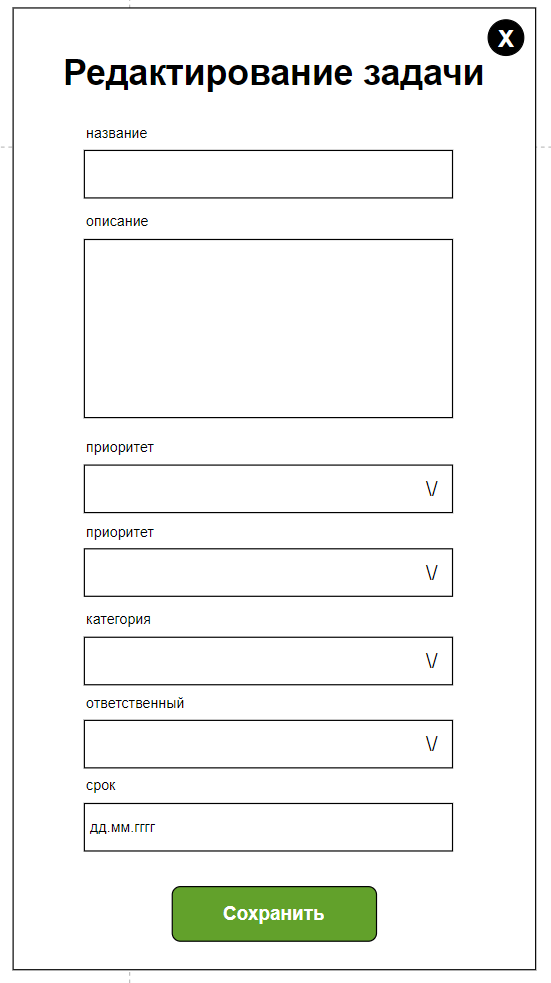 X
Редактирование задачи
название
описание
приоритет
\/
приоритет
\/
категория
\/
ответственный
\/
срок
дд.мм.гггг
Сохранить